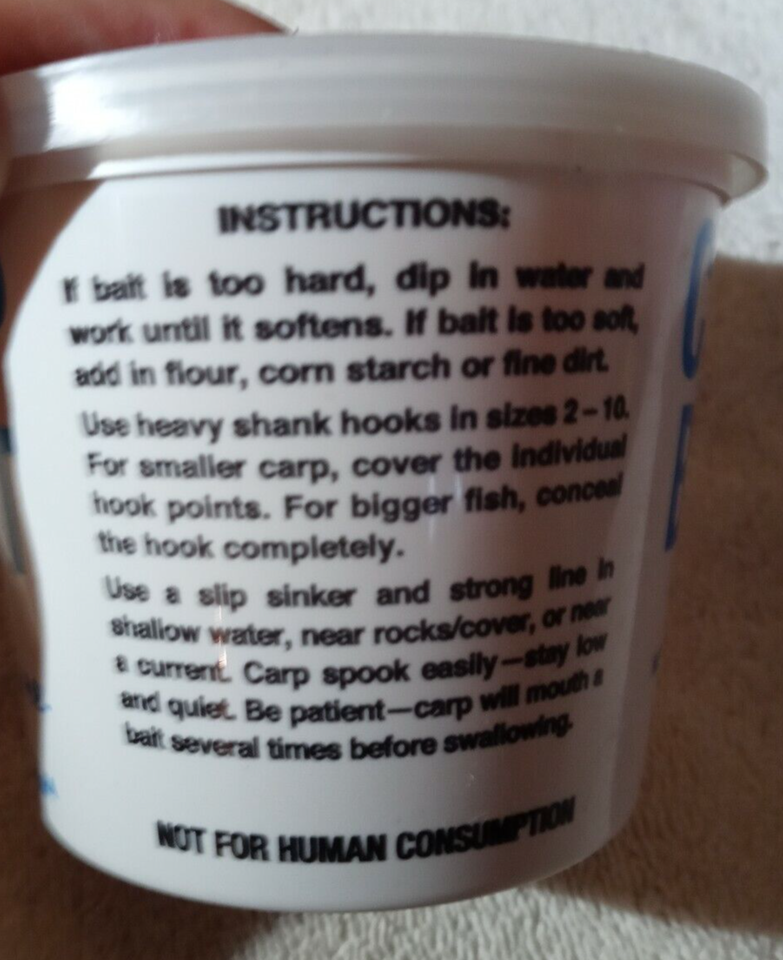 INSTRUCTIONS:
If bait is too hard, dip in water and
work until it softens. If bait is too soft,
add in flour, corn starch or fine dirt.
Use heavy shank hooks in sizes 2–10.
For smaller carp, cover the individual
hook points. For bigger fish, conceal
the hook completely.
Use a slip sinker and strong line in
shallow water, near rocks/cover, or near
a current. Carp spook easily—stay low
and quiet. Be patient—carp will mouth a
bait several times before swallowing.
NOT FOR HUMAN CONSUMPTION